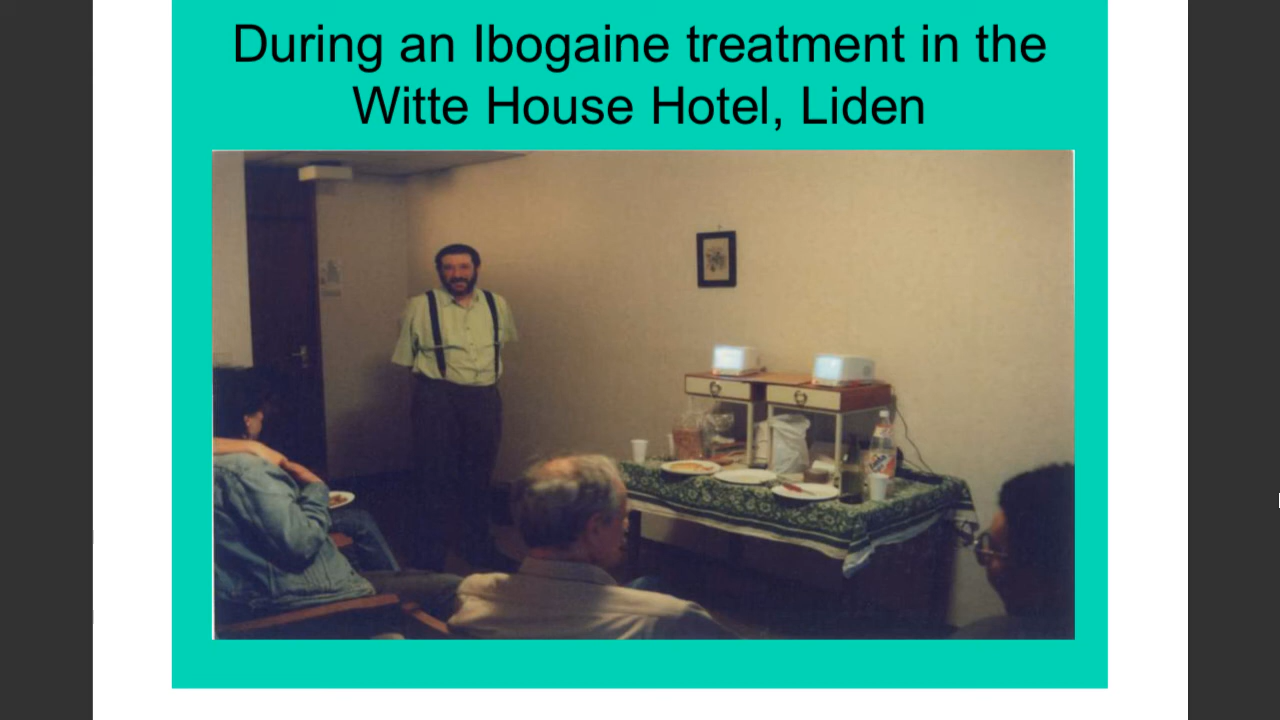 During an Ibogaine treatment in the
Witte House Hotel, Liden